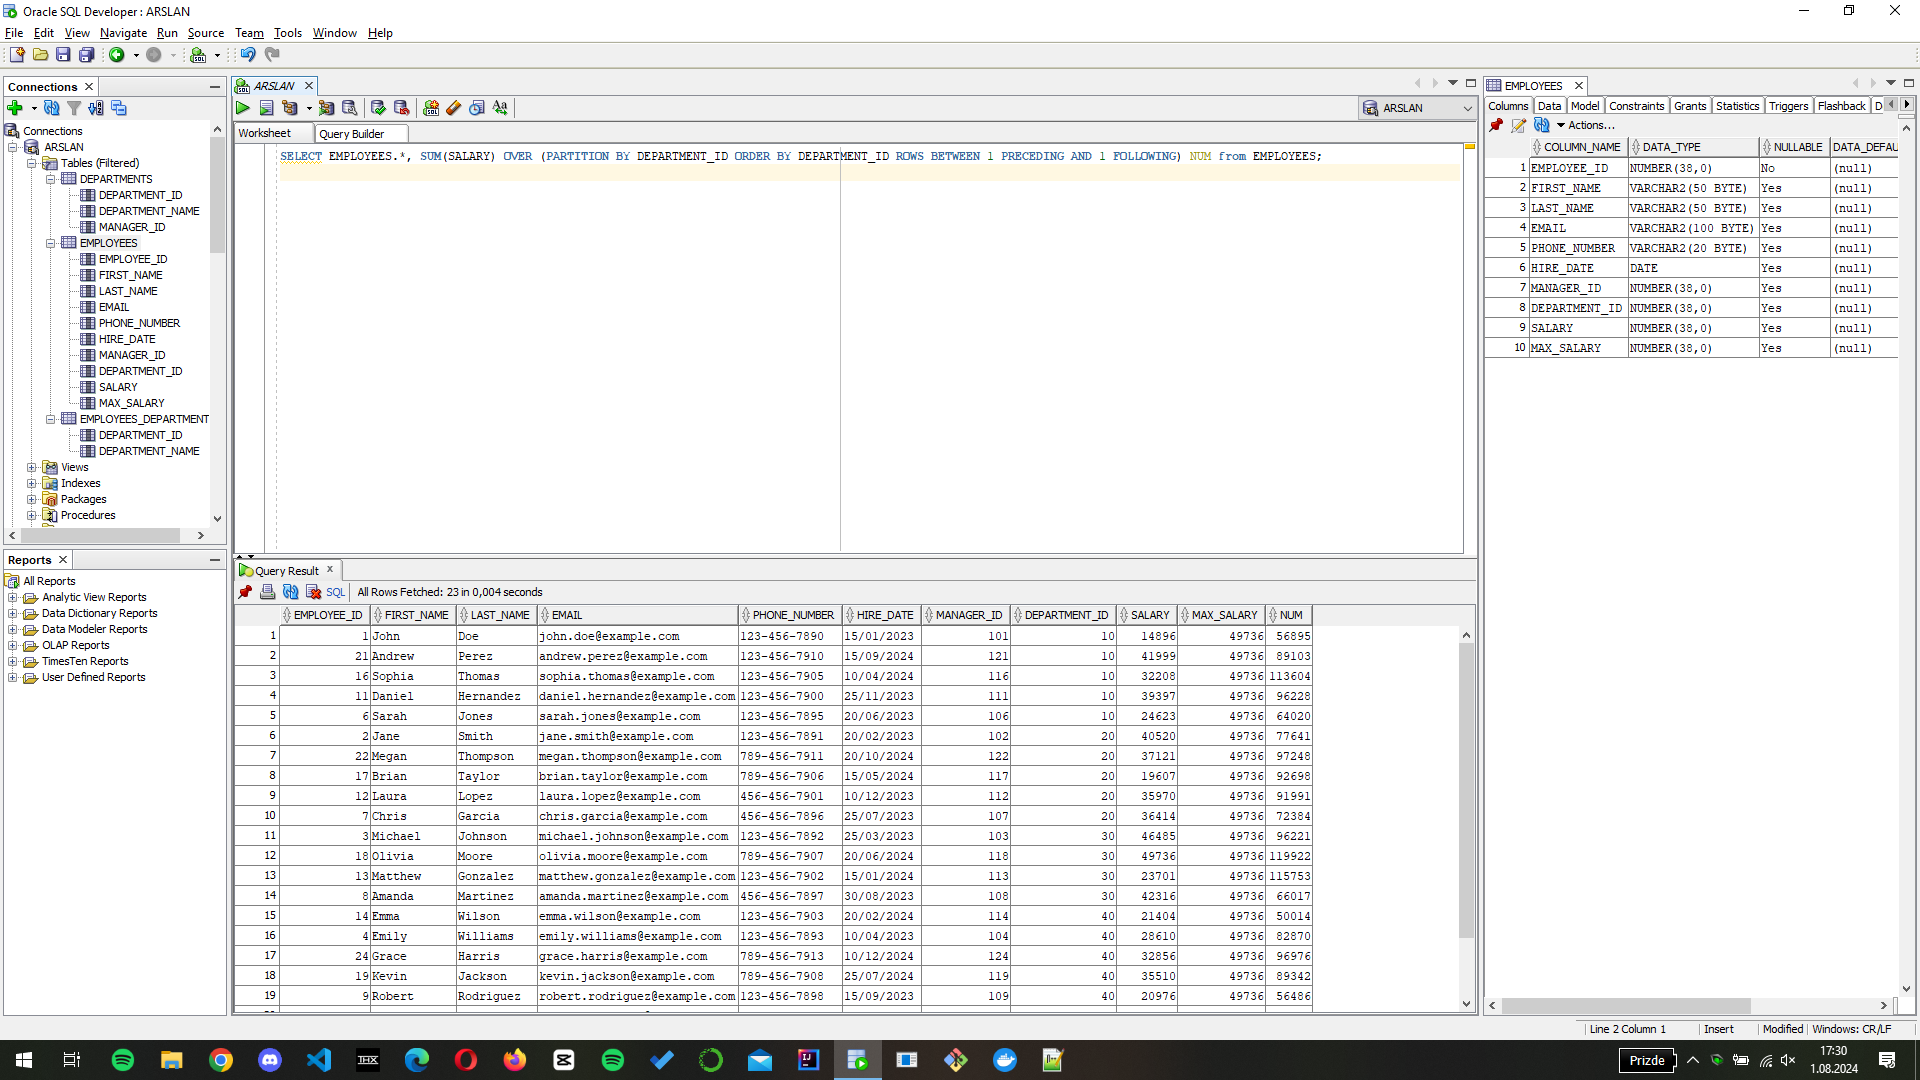 Oracle SQL Developer : ARSLAN
File Edit View Navigate Run Source Team Tools Window Help
Connections
Connections
ARSLAN
Tables (Filtered)
DEPARTMENTS
DEPARTMENT_ID
DEPARTMENT_NAME
MANAGER_ID
EMPLOYEES
EMPLOYEE_ID
FIRST_NAME
LAST_NAME
EMAIL
PHONE_NUMBER
HIRE_DATE
MANAGER_ID
DEPARTMENT_ID
SALARY
MAX_SALARY
EMPLOYEES_DEPARTMENT
DEPARTMENT_ID
DEPARTMENT_NAME
Views
Indexes
Packages
Procedures
Reports
All Reports
Analytic View Reports
Data Dictionary Reports
Data Modeler Reports
OLAP Reports
TimesTen Reports
User Defined Reports
ARSLAN
ARSLAN
Worksheet Query Builder
SELECT EMPLOYEES.*, SUM(SALARY) OVER (PARTITION BY DEPARTMENT_ID ORDER BY DEPARTMENT_ID ROWS BETWEEN 1 PRECEDING AND 1 FOLLOWING) NUM from EMPLOYEES;
Query Result
SQL All Rows Fetched: 23 in 0,004 seconds
EMPLOYEE_ID FIRST_NAME LAST_NAME EMAIL PHONE_NUMBER HIRE_DATE MANAGER_ID DEPARTMENT_ID SALARY MAX_SALARY NUM
1 1 John Doe john.doe@example.com 123-456-7890 15/01/2023 101 10 14896 49736 56895
2 21 Andrew Perez andrew.perez@example.com 123-456-7910 15/09/2024 121 10 41999 49736 89103
3 16 Sophia Thomas sophia.thomas@example.com 123-456-7905 10/04/2024 116 10 32208 49736 113604
4 11 Daniel Hernandez daniel.hernandez@example.com 123-456-7900 25/11/2023 111 10 39397 49736 96228
5 6 Sarah Jones sarah.jones@example.com 123-456-7895 20/06/2023 106 10 24623 49736 64020
6 2 Jane Smith jane.smith@example.com 123-456-7891 20/02/2023 102 20 40520 49736 77641
7 22 Megan Thompson megan.thompson@example.com 789-456-7911 20/10/2024 122 20 37121 49736 97248
8 17 Brian Taylor brian.taylor@example.com 789-456-7906 15/05/2024 117 20 19607 49736 92698
9 12 Laura Lopez laura.lopez@example.com 456-456-7901 10/12/2023 112 20 35970 49736 91991
10 7 Chris Garcia chris.garcia@example.com 456-456-7896 25/07/2023 107 20 36414 49736 72384
11 3 Michael Johnson michael.johnson@example.com 123-456-7892 25/03/2023 103 30 46485 49736 96221
12 18 Olivia Moore olivia.moore@example.com 789-456-7907 20/06/2024 118 30 49736 49736 119922
13 13 Matthew Gonzalez matthew.gonzalez@example.com 123-456-7902 15/01/2024 113 30 23701 49736 115753
14 8 Amanda Martinez amanda.martinez@example.com 456-456-7897 30/08/2023 108 30 42316 49736 66017
15 14 Emma Wilson emma.wilson@example.com 123-456-7903 20/02/2024 114 40 21404 49736 50014
16 4 Emily Williams emily.williams@example.com 123-456-7893 10/04/2023 104 40 28610 49736 82870
17 24 Grace Harris grace.harris@example.com 789-456-7913 10/12/2024 124 40 32856 49736 96976
18 19 Kevin Jackson kevin.jackson@example.com 789-456-7908 25/07/2024 119 40 35510 49736 89342
19 9 Robert Rodriguez robert.rodriguez@example.com 123-456-7898 15/09/2023 109 40 20976 49736 56486
EMPLOYEES
Columns Data Model Constraints Grants Statistics Triggers Flashback D
Actions...
COLUMN_NAME DATA_TYPE NULLABLE DATA_DEFAU
1 EMPLOYEE_ID NUMBER(38,0) No (null)
2 FIRST_NAME VARCHAR2(50 BYTE) Yes (null)
3 LAST_NAME VARCHAR2(50 BYTE) Yes (null)
4 EMAIL VARCHAR2(100 BYTE) Yes (null)
5 PHONE_NUMBER VARCHAR2(20 BYTE) Yes (null)
6 HIRE_DATE DATE Yes (null)
7 MANAGER_ID NUMBER(38,0) Yes (null)
8 DEPARTMENT_ID NUMBER(38,0) Yes (null)
9 SALARY NUMBER(38,0) Yes (null)
10 MAX_SALARY NUMBER(38,0) Yes (null)
Line 2 Column 1 Insert Modified Windows: CR/LF
THX
Prizde
17:30
1.08.2024